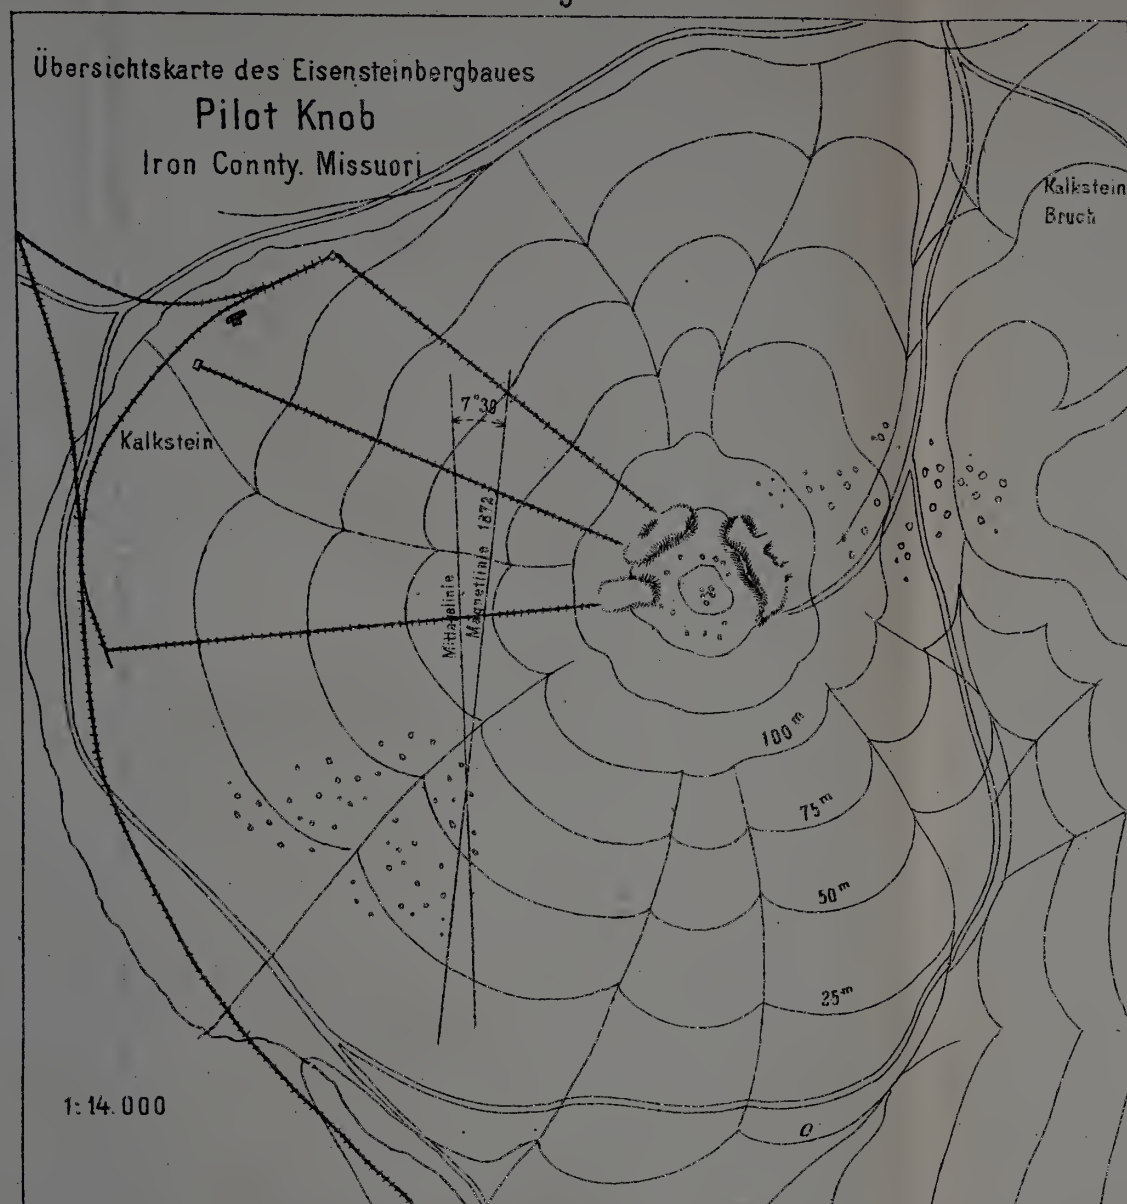 Übersichtskarte des Eisensteinbergbaues
Pilot Knob
Iron Connty. Missuori
Kalkstein
Bruch
7°30
Kalkstein
Mittagslinie
Magnetlinie 1872
100m
75m
50m
25m
0
1:14.000